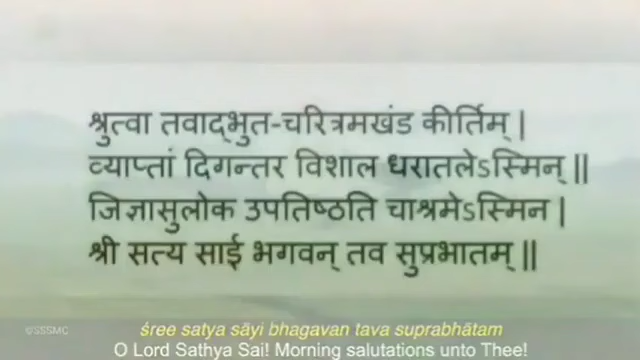 श्रुत्वा तवाद्भुत-चरित्रमखंड कीर्तिम् |
व्याप्तां दिगन्तर विशाल धरातलेऽस्मिन् ||
जिज्ञासुलोक उपतिष्ठति चाश्रमेऽस्मिन |
श्री सत्य साई भगवन् तव सुप्रभातम् ||
©SSSMC
śree satya sāyi bhagavan tava suprabhātam
O Lord Sathya Sai! Morning salutations unto Thee!